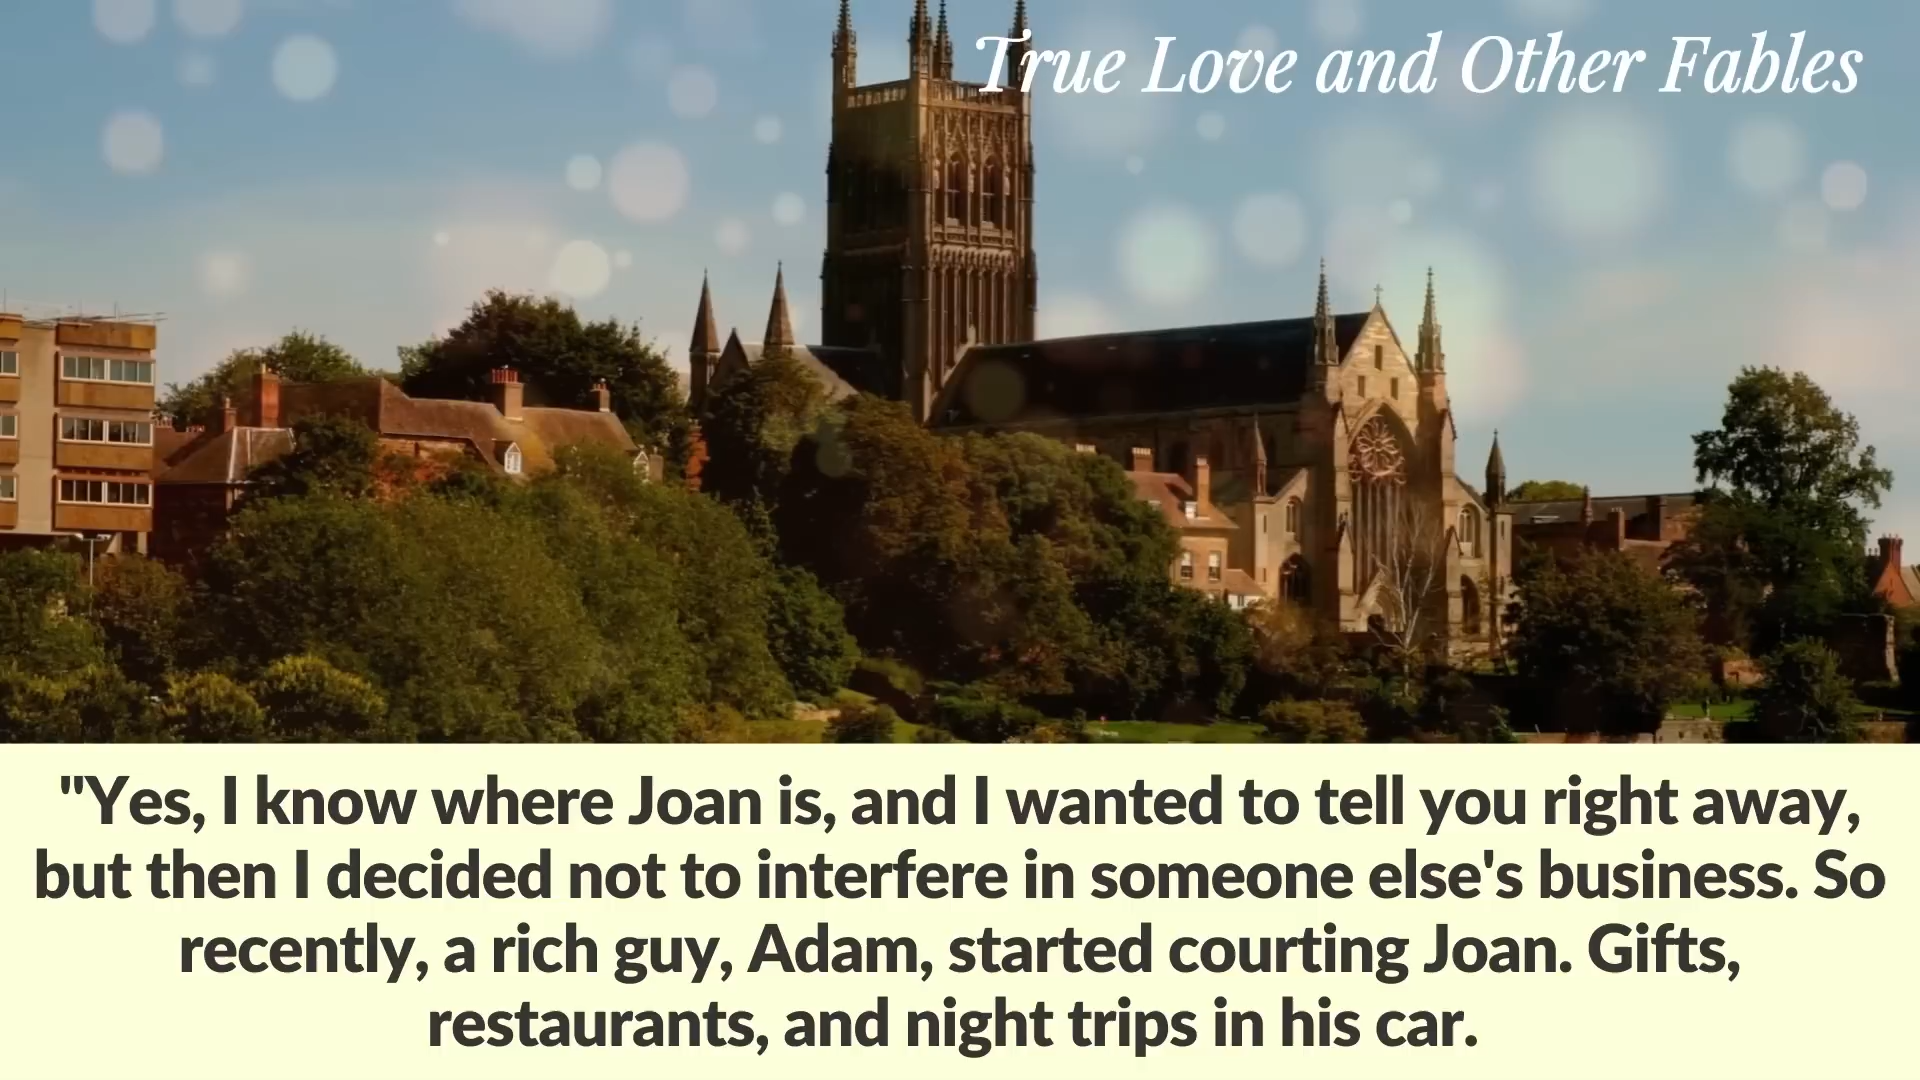 True Love and Other Fables
"Yes, I know where Joan is, and I wanted to tell you right away,
but then I decided not to interfere in someone else's business. So
recently, a rich guy, Adam, started courting Joan. Gifts,
restaurants, and night trips in his car.